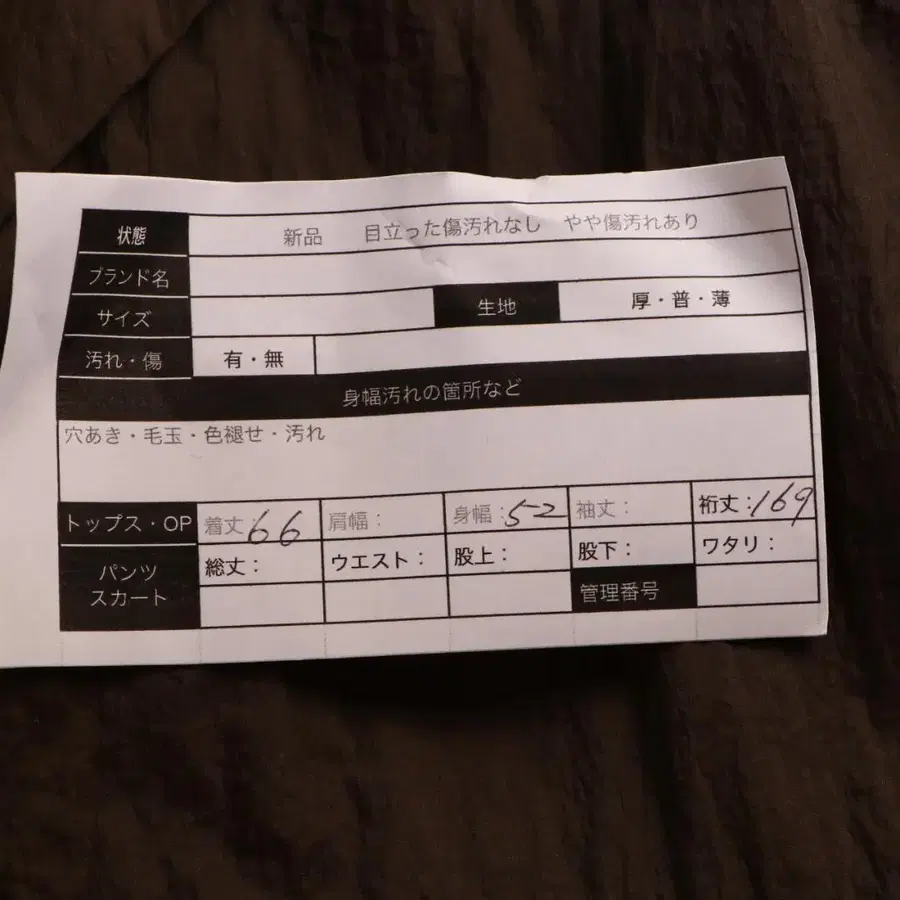 状態 新品 目立った傷汚れなし やや傷汚れあり
ブランド名
サイズ 生地 厚・普・薄
汚れ・傷 有・無
身幅汚れの箇所など
穴あき・毛玉・色褪せ・汚れ
トップス・OP 着丈66 肩幅: 身幅:52 袖丈: 裄丈:169
パンツ 総丈: ウエスト: 股上: 股下: ワタリ:
スカート 管理番号